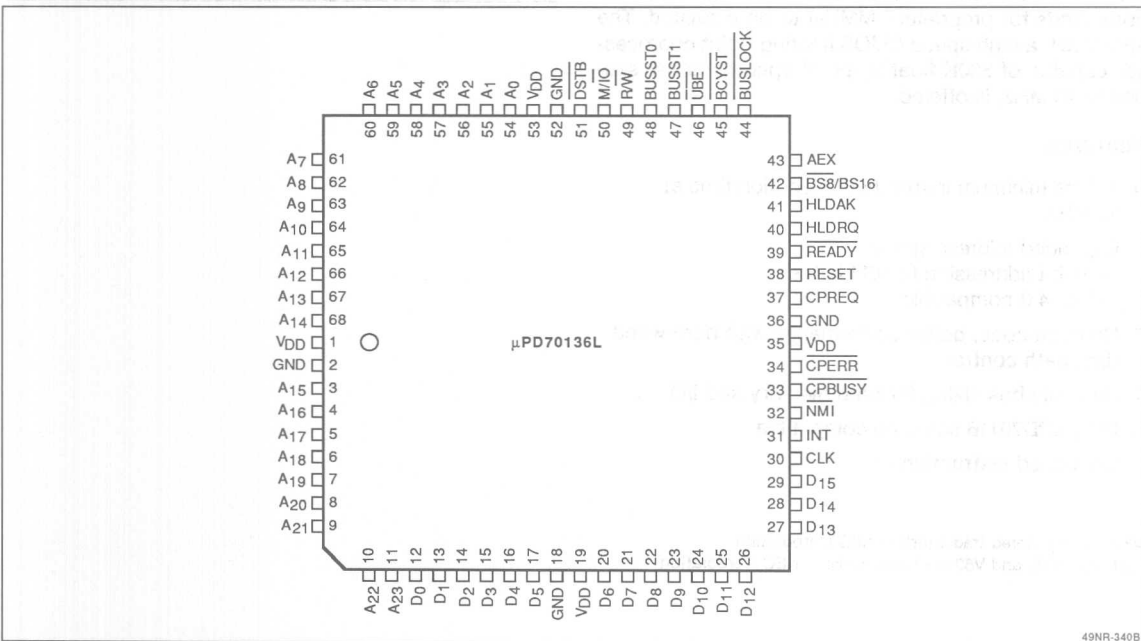 A6 A5 A4 A3 A2 A1 A0 VDD GND DSTB M/IO R/W BUSST0 BUSST1 UBE BCYST BUSLOCK
60 59 58 57 56 55 54 53 52 51 50 49 48 47 46 45 44
A7 61
A8 62
A9 63
A10 64
A11 65
A12 66
A13 67
A14 68
VDD 1
GND 2
A15 3
A16 4
A17 5
A18 6
A19 7
A20 8
A21 9
µPD70136L
43 AEX
42 BS8/BS16
41 HLDAK
40 HLDRQ
39 READY
38 RESET
37 CPREQ
36 GND
35 VDD
34 CPERR
33 CPBUSY
32 NMI
31 INT
30 CLK
29 D15
28 D14
27 D13
10 11 12 13 14 15 16 17 18 19 20 21 22 23 24 25 26
A22 A23 D0 D1 D2 D3 D4 D5 GND VDD D6 D7 D8 D9 D10 D11 D12
49NR-340B